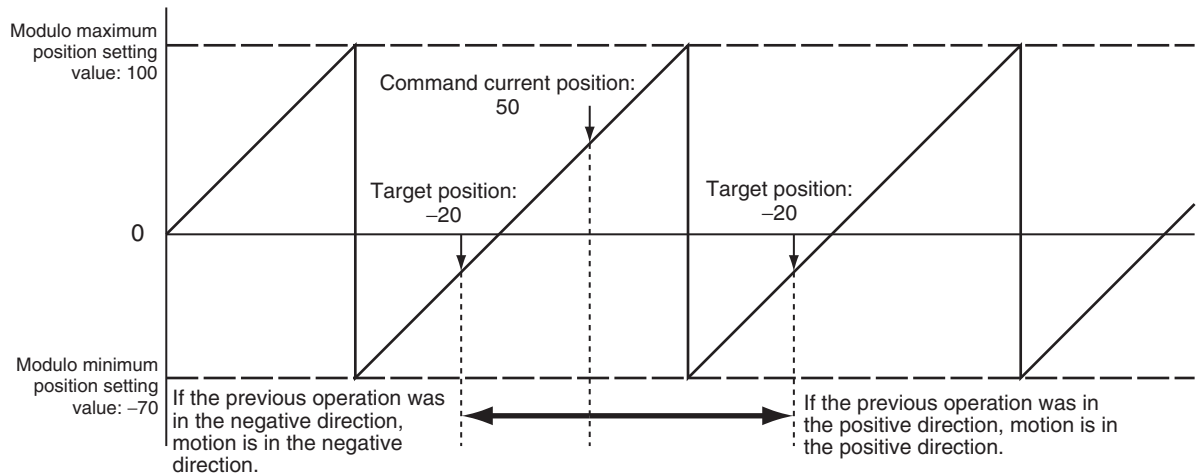 Modulo maximum
position setting
value: 100
Command current position:
50
Target position:
−20
Target position:
−20
0
Modulo minimum
position setting
value: −70
If the previous operation was
in the negative direction,
motion is in the negative
direction.
If the previous operation was in
the positive direction, motion is in
the positive direction.